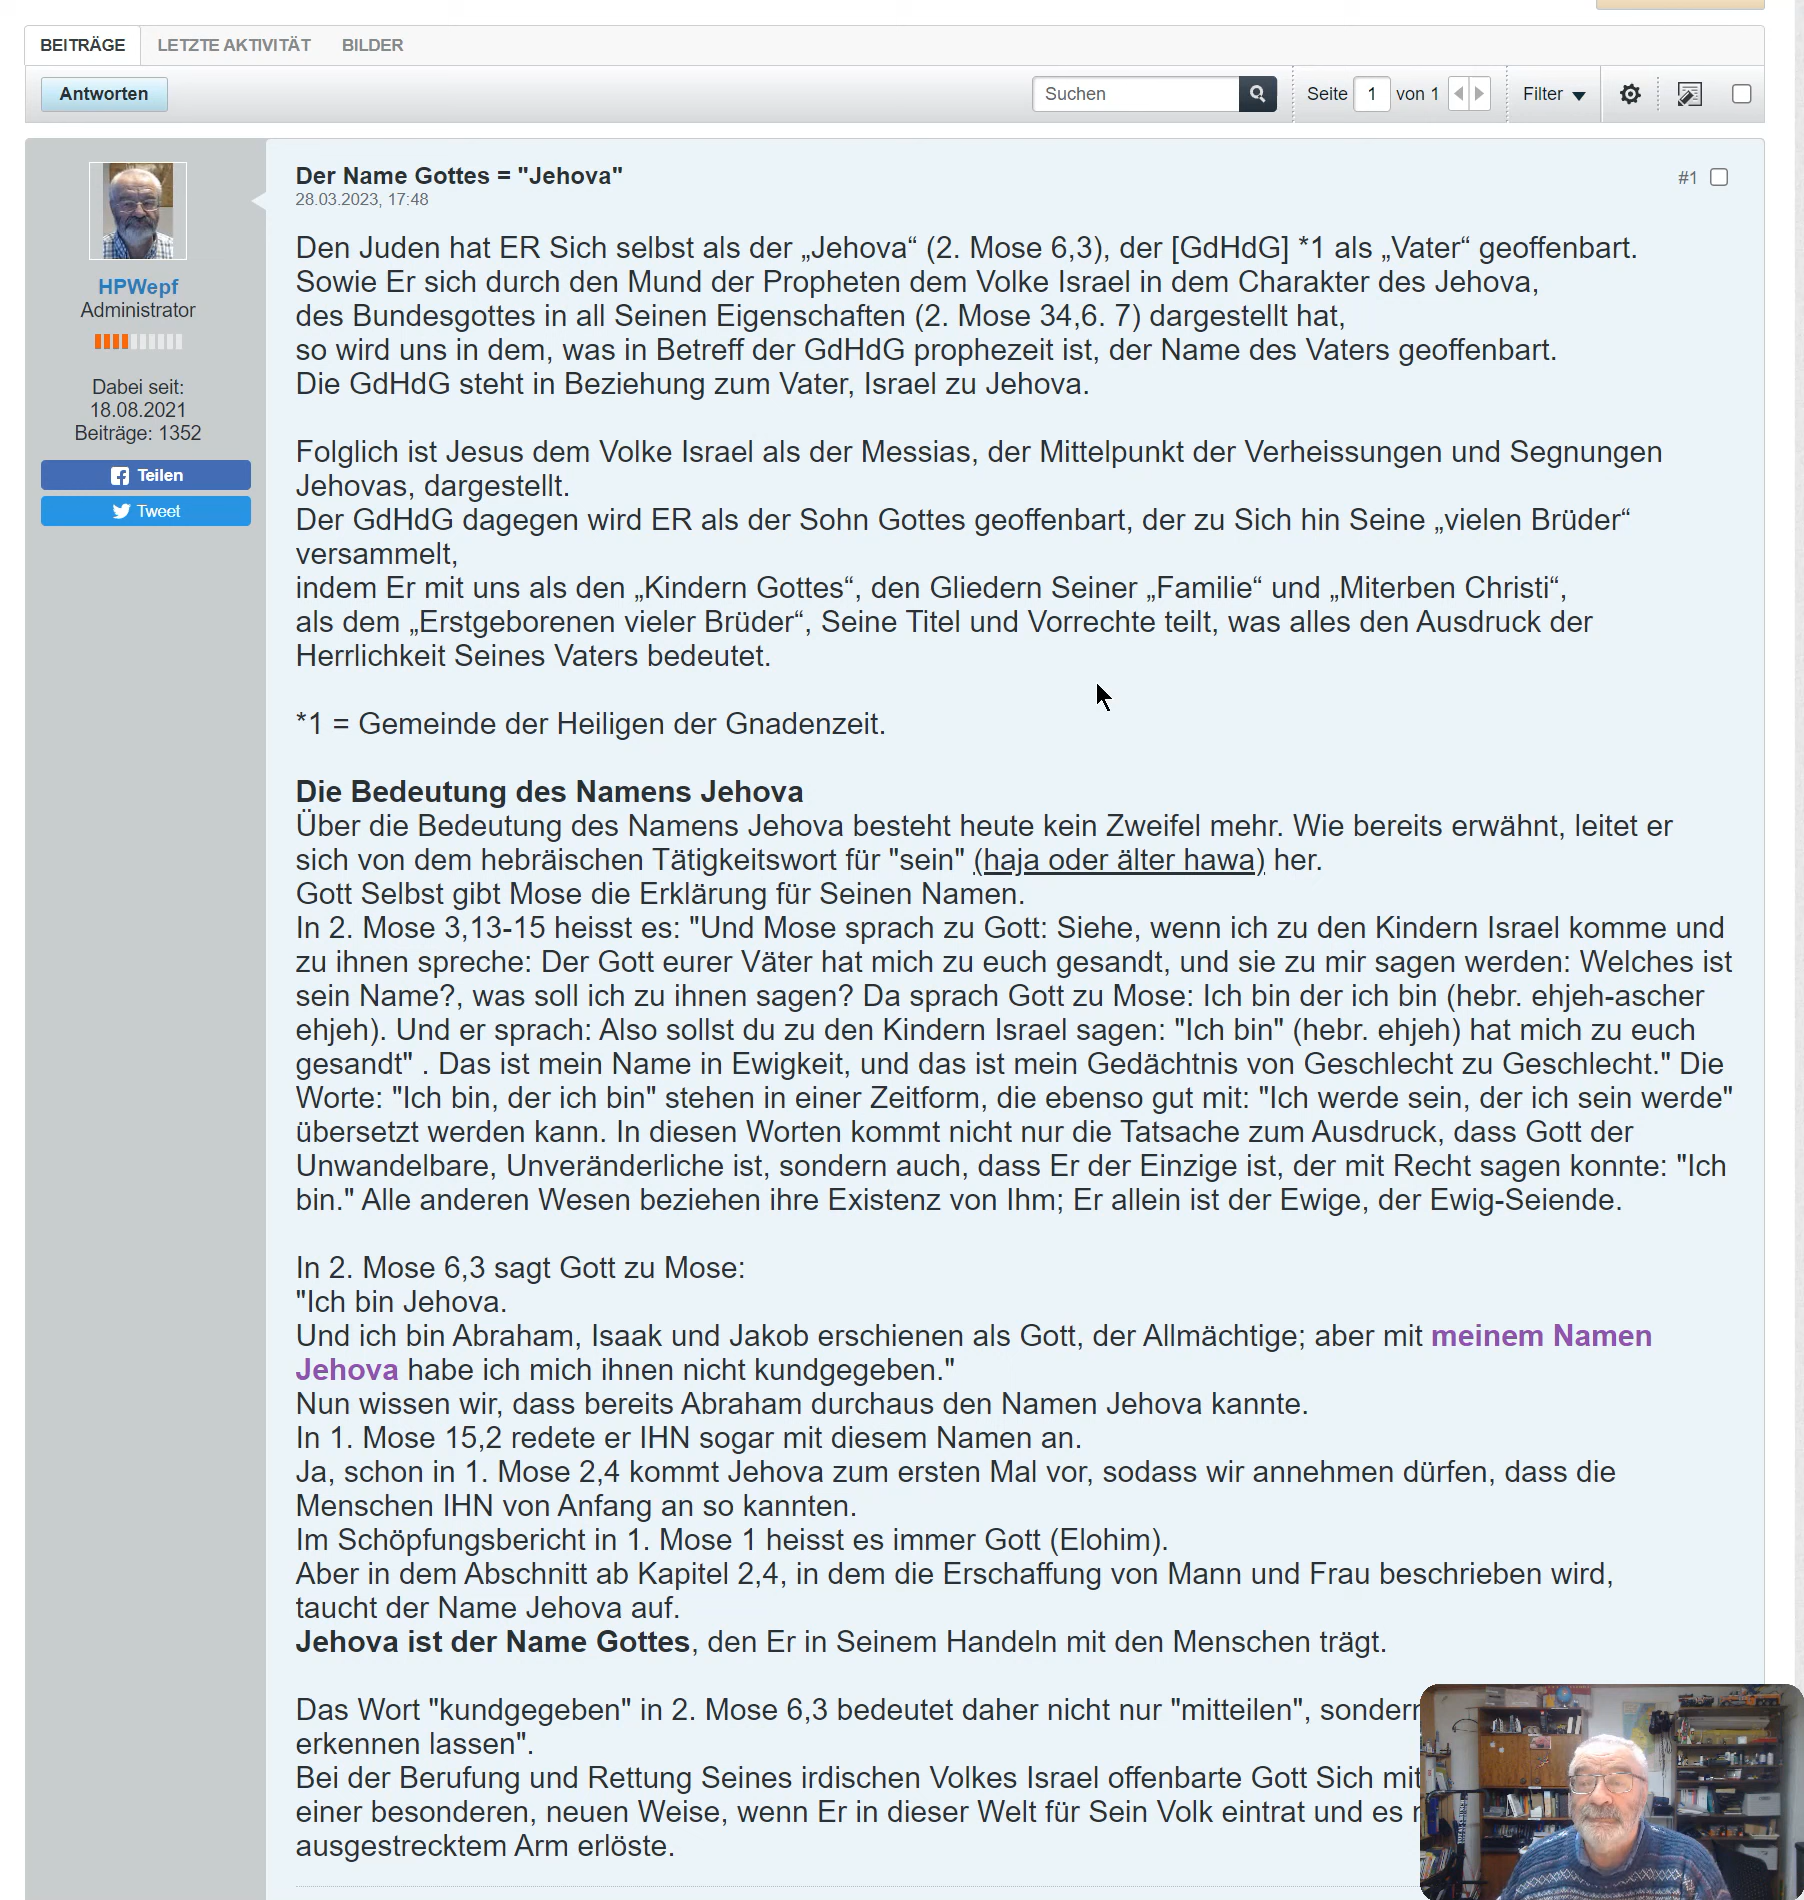 BEITRÄGE LETZTE AKTIVITÄT BILDER
Antworten Suchen Seite 1 von 1 Filter
Der Name Gottes = "Jehova" #1
28.03.2023, 17:48
HPWepf
Administrator
Dabei seit:
18.08.2021
Beiträge: 1352
Teilen
Tweet
Den Juden hat ER Sich selbst als der „Jehova“ (2. Mose 6,3), der [GdHdG] *1 als „Vater“ geoffenbart.
Sowie Er sich durch den Mund der Propheten dem Volke Israel in dem Charakter des Jehova,
des Bundesgottes in all Seinen Eigenschaften (2. Mose 34,6. 7) dargestellt hat,
so wird uns in dem, was in Betreff der GdHdG prophezeit ist, der Name des Vaters geoffenbart.
Die GdHdG steht in Beziehung zum Vater, Israel zu Jehova.
Folglich ist Jesus dem Volke Israel als der Messias, der Mittelpunkt der Verheissungen und Segnungen
Jehovas, dargestellt.
Der GdHdG dagegen wird ER als der Sohn Gottes geoffenbart, der zu Sich hin Seine „vielen Brüder“
versammelt,
indem Er mit uns als den „Kindern Gottes“, den Gliedern Seiner „Familie“ und „Miterben Christi“,
als dem „Erstgeborenen vieler Brüder“, Seine Titel und Vorrechte teilt, was alles den Ausdruck der
Herrlichkeit Seines Vaters bedeutet.
*1 = Gemeinde der Heiligen der Gnadenzeit.
Die Bedeutung des Namens Jehova
Über die Bedeutung des Namens Jehova besteht heute kein Zweifel mehr. Wie bereits erwähnt, leitet er
sich von dem hebräischen Tätigkeitswort für "sein" (haja oder älter hawa) her.
Gott Selbst gibt Mose die Erklärung für Seinen Namen.
In 2. Mose 3,13-15 heisst es: "Und Mose sprach zu Gott: Siehe, wenn ich zu den Kindern Israel komme und
zu ihnen spreche: Der Gott eurer Väter hat mich zu euch gesandt, und sie zu mir sagen werden: Welches ist
sein Name?, was soll ich zu ihnen sagen? Da sprach Gott zu Mose: Ich bin der ich bin (hebr. ehjeh-ascher
ehjeh). Und er sprach: Also sollst du zu den Kindern Israel sagen: "Ich bin" (hebr. ehjeh) hat mich zu euch
gesandt" . Das ist mein Name in Ewigkeit, und das ist mein Gedächtnis von Geschlecht zu Geschlecht." Die
Worte: "Ich bin, der ich bin" stehen in einer Zeitform, die ebenso gut mit: "Ich werde sein, der ich sein werde"
übersetzt werden kann. In diesen Worten kommt nicht nur die Tatsache zum Ausdruck, dass Gott der
Unwandelbare, Unveränderliche ist, sondern auch, dass Er der Einzige ist, der mit Recht sagen konnte: "Ich
bin." Alle anderen Wesen beziehen ihre Existenz von Ihm; Er allein ist der Ewige, der Ewig-Seiende.
In 2. Mose 6,3 sagt Gott zu Mose:
"Ich bin Jehova.
Und ich bin Abraham, Isaak und Jakob erschienen als Gott, der Allmächtige; aber mit meinem Namen
Jehova habe ich mich ihnen nicht kundgegeben."
Nun wissen wir, dass bereits Abraham durchaus den Namen Jehova kannte.
In 1. Mose 15,2 redete er IHN sogar mit diesem Namen an.
Ja, schon in 1. Mose 2,4 kommt Jehova zum ersten Mal vor, sodass wir annehmen dürfen, dass die
Menschen IHN von Anfang an so kannten.
Im Schöpfungsbericht in 1. Mose 1 heisst es immer Gott (Elohim).
Aber in dem Abschnitt ab Kapitel 2,4, in dem die Erschaffung von Mann und Frau beschrieben wird,
taucht der Name Jehova auf.
Jehova ist der Name Gottes, den Er in Seinem Handeln mit den Menschen trägt.
Das Wort "kundgegeben" in 2. Mose 6,3 bedeutet daher nicht nur "mitteilen", sondern
erkennen lassen".
Bei der Berufung und Rettung Seines irdischen Volkes Israel offenbarte Gott Sich mit
einer besonderen, neuen Weise, wenn Er in dieser Welt für Sein Volk eintrat und es
ausgestrecktem Arm erlöste.